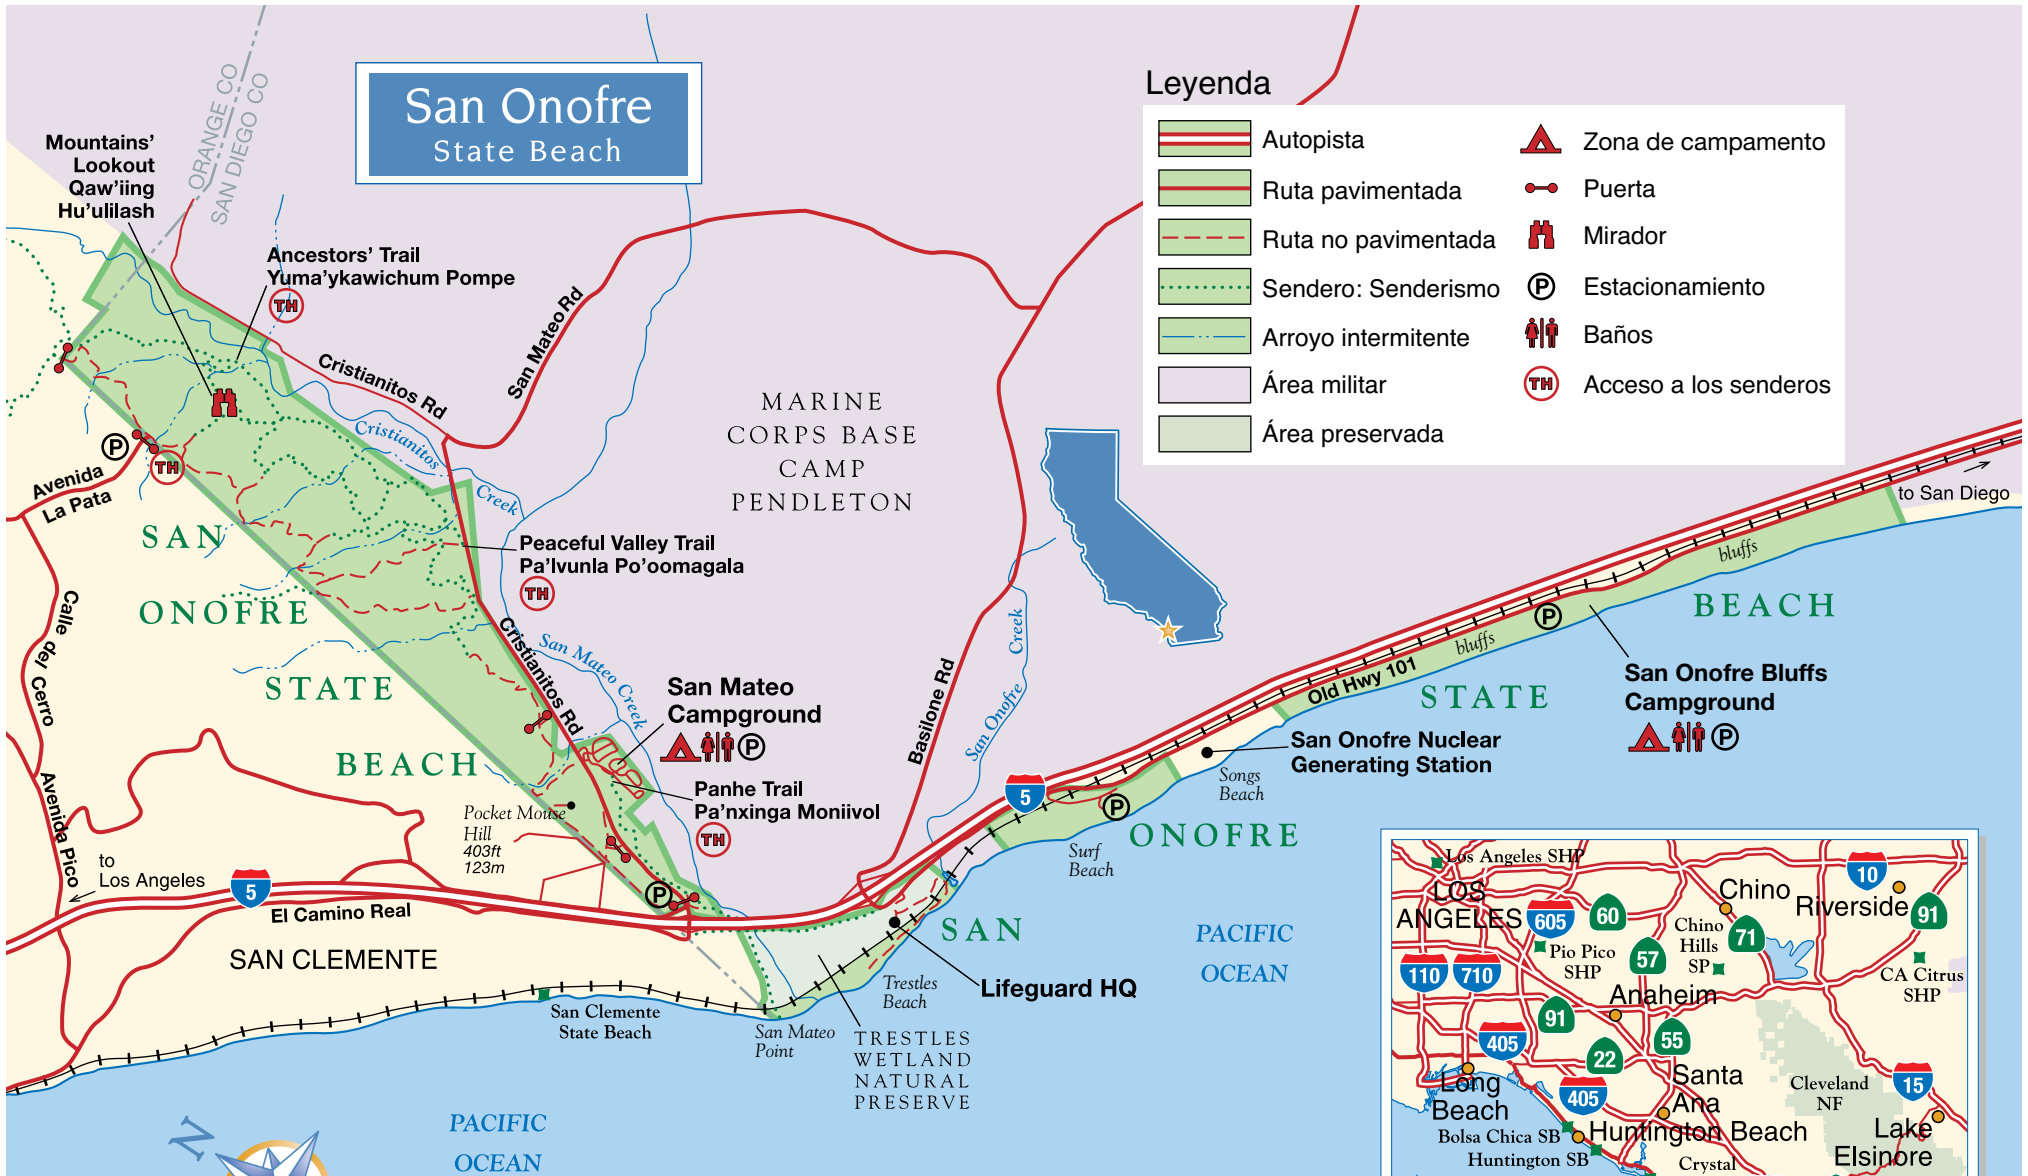 San Onofre
State Beach
ORANGE CO
SAN DIEGO CO
Mountains'
Lookout
Qaw'iing
Hu'ulilash
Ancestors' Trail
Yuma'ykawichum Pompe
TH
Cristianitos Rd
San Mateo Rd
Cristianitos
Creek
MARINE
CORPS BASE
CAMP
PENDLETON
Leyenda
Autopista
Ruta pavimentada
Ruta no pavimentada
Sendero: Senderismo
Arroyo intermitente
Área militar
Área preservada
Zona de campamento
Puerta
Mirador
P Estacionamiento
Baños
TH Acceso a los senderos
to San Diego
P
TH
Avenida
La Pata
SAN
ONOFRE
STATE
BEACH
Peaceful Valley Trail
Pa'lvunla Po'oomagala
TH
Calle del Cerro
Avenida Pico
Cristianitos Rd
San Mateo Creek
San Mateo
Campground
P
Panhe Trail
Pa'nxinga Moniivol
TH
Pocket Mouse
Hill
403ft
123m
to
Los Angeles
5
El Camino Real
SAN CLEMENTE
P
San Clemente
State Beach
San Mateo
Point
TRESTLES
WETLAND
NATURAL
PRESERVE
Trestles
Beach
Lifeguard HQ
Basilone Rd
San Onofre
Creek
5
P
Surf
Beach
SAN
ONOFRE
STATE
BEACH
Songs
Beach
San Onofre Nuclear
Generating Station
Old Hwy 101
bluffs
bluffs
P
San Onofre Bluffs
Campground
P
PACIFIC
OCEAN
PACIFIC
OCEAN
N
Los Angeles SHP
LOS
ANGELES
605
60
10
Chino
Riverside
91
Chino
Hills
SP
71
Pio Pico
SHP
57
110
710
CA Citrus
SHP
Anaheim
91
405
55
22
Long
Beach
405
Santa
Ana
Cleveland
NF
15
Bolsa Chica SB
Huntington Beach
Huntington SB
Lake
Elsinore
Crystal